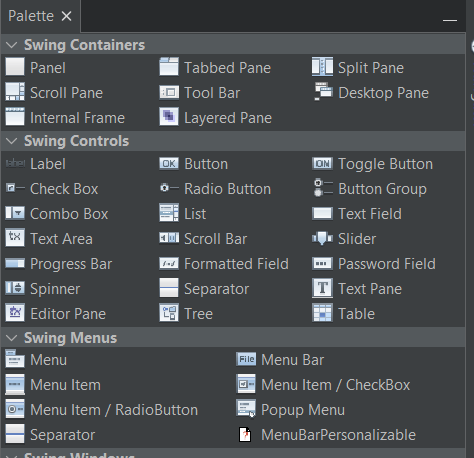 Palette ×
Swing Containers
Panel Tabbed Pane Split Pane
Scroll Pane Tool Bar Desktop Pane
Internal Frame Layered Pane
Swing Controls
label Label OK Button ON Toggle Button
Check Box Radio Button Button Group
Combo Box List Text Field
Text Area Scroll Bar Slider
Progress Bar Formatted Field Password Field
Spinner Separator T Text Pane
Editor Pane Tree Table
Swing Menus
Menu File Menu Bar
Menu Item Menu Item / CheckBox
Menu Item / RadioButton Popup Menu
Separator ? MenuBarPersonalizable
Swing Windows